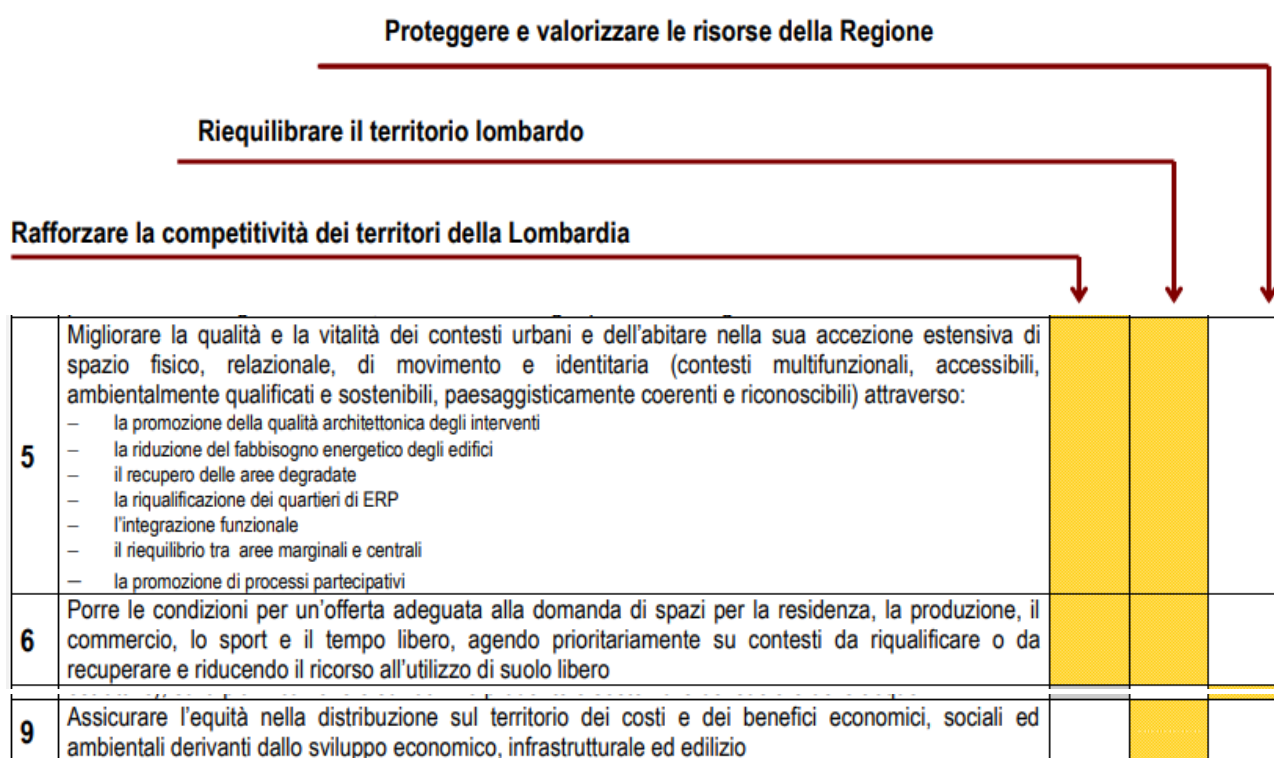 Proteggere e valorizzare le risorse della Regione
Riequilibrare il territorio lombardo
Rafforzare la competitività dei territori della Lombardia
5
Migliorare la qualità e la vitalità dei contesti urbani e dell’abitare nella sua accezione estensiva di
spazio fisico, relazionale, di movimento e identitaria (contesti multifunzionali, accessibili,
ambientalmente qualificati e sostenibili, paesaggisticamente coerenti e riconoscibili) attraverso:
– la promozione della qualità architettonica degli interventi
– la riduzione del fabbisogno energetico degli edifici
– il recupero delle aree degradate
– la riqualificazione dei quartieri di ERP
– l’integrazione funzionale
– il riequilibrio tra aree marginali e centrali
– la promozione di processi partecipativi
6
Porre le condizioni per un’offerta adeguata alla domanda di spazi per la residenza, la produzione, il
commercio, lo sport e il tempo libero, agendo prioritariamente su contesti da riqualificare o da
recuperare e riducendo il ricorso all’utilizzo di suolo libero
9
Assicurare l’equità nella distribuzione sul territorio dei costi e dei benefici economici, sociali ed
ambientali derivanti dallo sviluppo economico, infrastrutturale ed edilizio